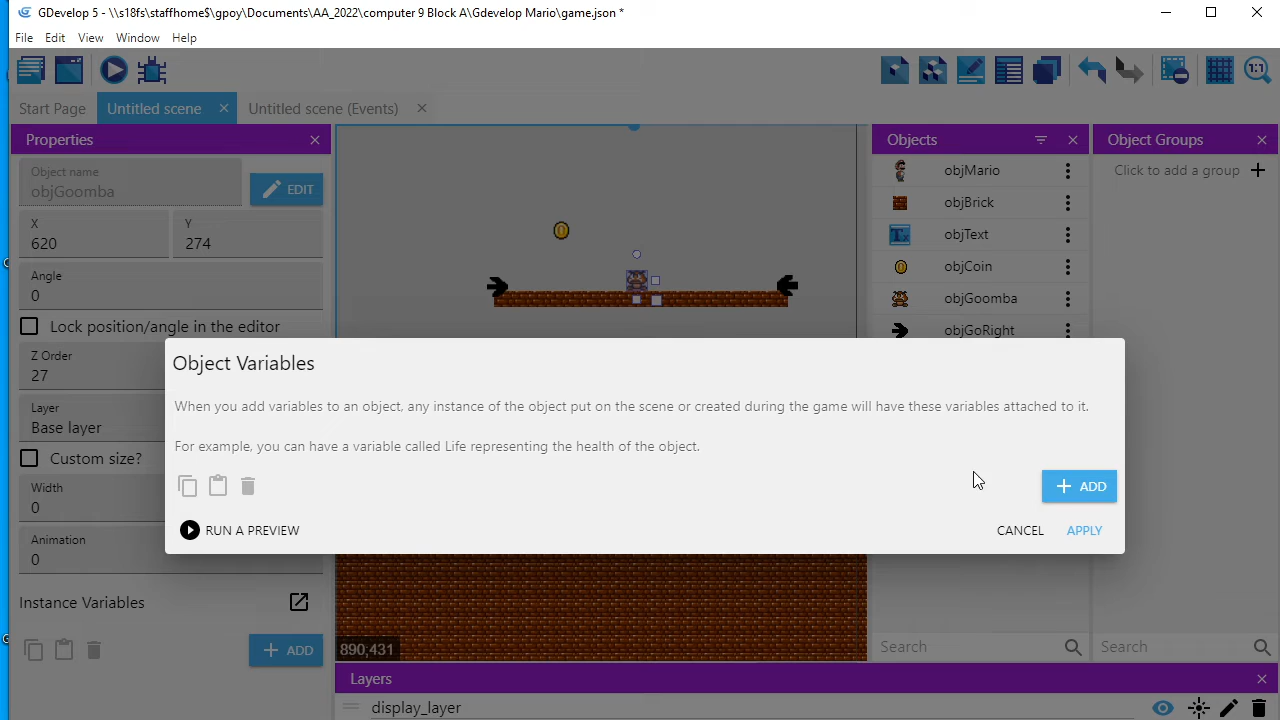 GDevelop 5 - \\s18fs\staffhome$\gpoy\Documents\AA_2022\computer 9 Block A\Gdevelop Mario\game.json *
File Edit View Window Help
1:1
Start Page Untitled scene × Untitled scene (Events) ×
Properties
Objects
Object Groups
Object name
objGoomba
EDIT
objMario
Click to add a group
objBrick
X
620
Y
274
objText
Tx
objCoin
Angle
0
objGoomba
Lock position/angle in the editor
objGoRight
Z Order
27
Object Variables
When you add variables to an object, any instance of the object put on the scene or created during the game will have these variables attached to it.
For example, you can have a variable called Life representing the health of the object.
ADD
RUN A PREVIEW
CANCEL
APPLY
Layer
Base layer
Custom size?
Width
0
Animation
0
Instance Variables
ADD
890;431
Search
Search
Layers
display_layer